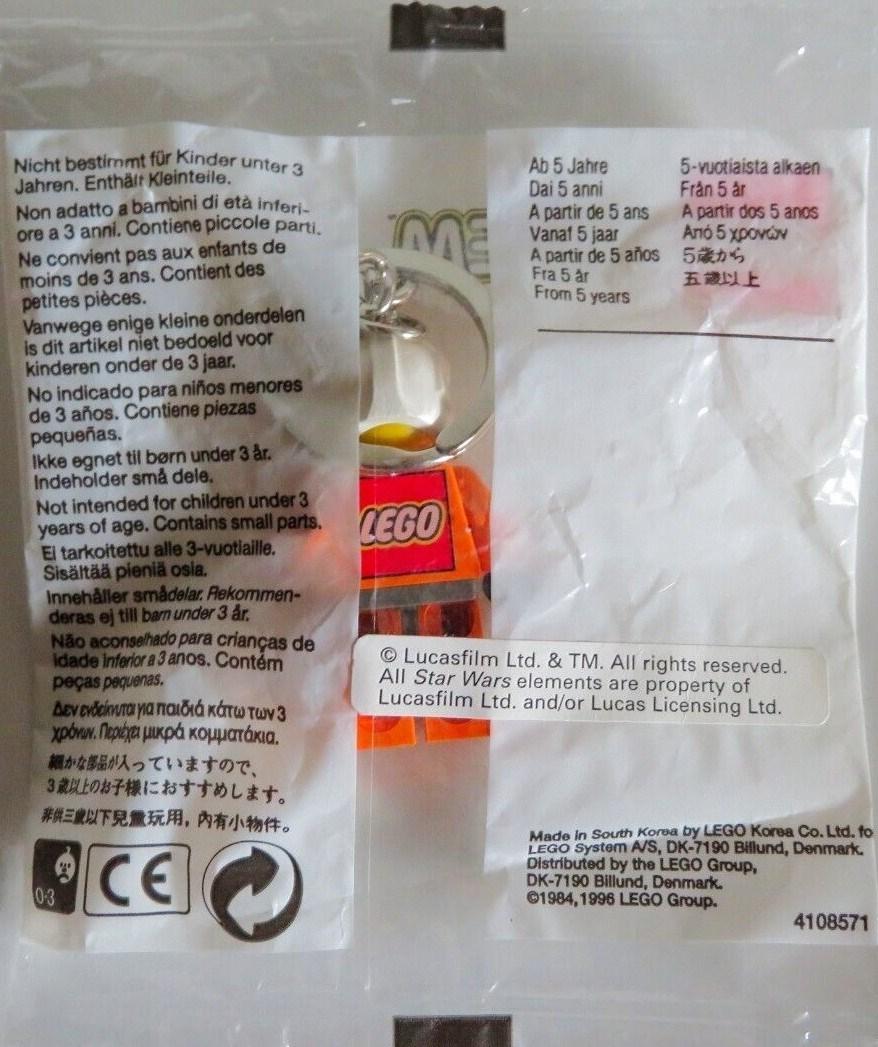 Nicht bestimmt für Kinder unter 3
Jahren. Enthält Kleinteile.
Non adatto a bambini di età inferi-
ore a 3 anni. Contiene piccole parti.
Ne convient pas aux enfants de
moins de 3 ans. Contient des
petites pièces.
Vanwege enige kleine onderdelen
is dit artikel niet bedoeld voor
kinderen onder de 3 jaar.
No indicado para niños menores
de 3 años. Contiene piezas
pequeñas.
Ikke egnet til børn under 3 år.
Indeholder små dele.
Not intended for children under 3
years of age. Contains small parts.
Ei tarkoitettu alle 3-vuotiaille.
Sisältää pieniä osia.
Innehåller smådelar. Rekommen-
deras ej till barn under 3 år.
Não aconselhado para crianças de
idade inferior a 3 anos. Contém
peças pequenas.
Δεν ενδείκνυται για παιδιά κάτω των 3
χρόνων. Περιέχει μικρά κομματάκια.
細かな部品が入っていますので、
3歳以上のお子様におすすめします。
非供三歲以下兒童玩用，內有小物件。
0-3
CE
LEGO
Ab 5 Jahre
Dai 5 anni
A partir de 5 ans
Vanaf 5 jaar
A partir de 5 años
Fra 5 år
From 5 years
5-vuotiaista alkaen
Från 5 år
A partir dos 5 anos
Από 5 χρονών
5歳から
五歲以上
© Lucasfilm Ltd. & TM. All rights reserved.
All Star Wars elements are property of
Lucasfilm Ltd. and/or Lucas Licensing Ltd.
Made in South Korea by LEGO Korea Co. Ltd. fo
LEGO System A/S, DK-7190 Billund, Denmark.
Distributed by the LEGO Group,
DK-7190 Billund, Denmark.
©1984,1996 LEGO Group.
4108571